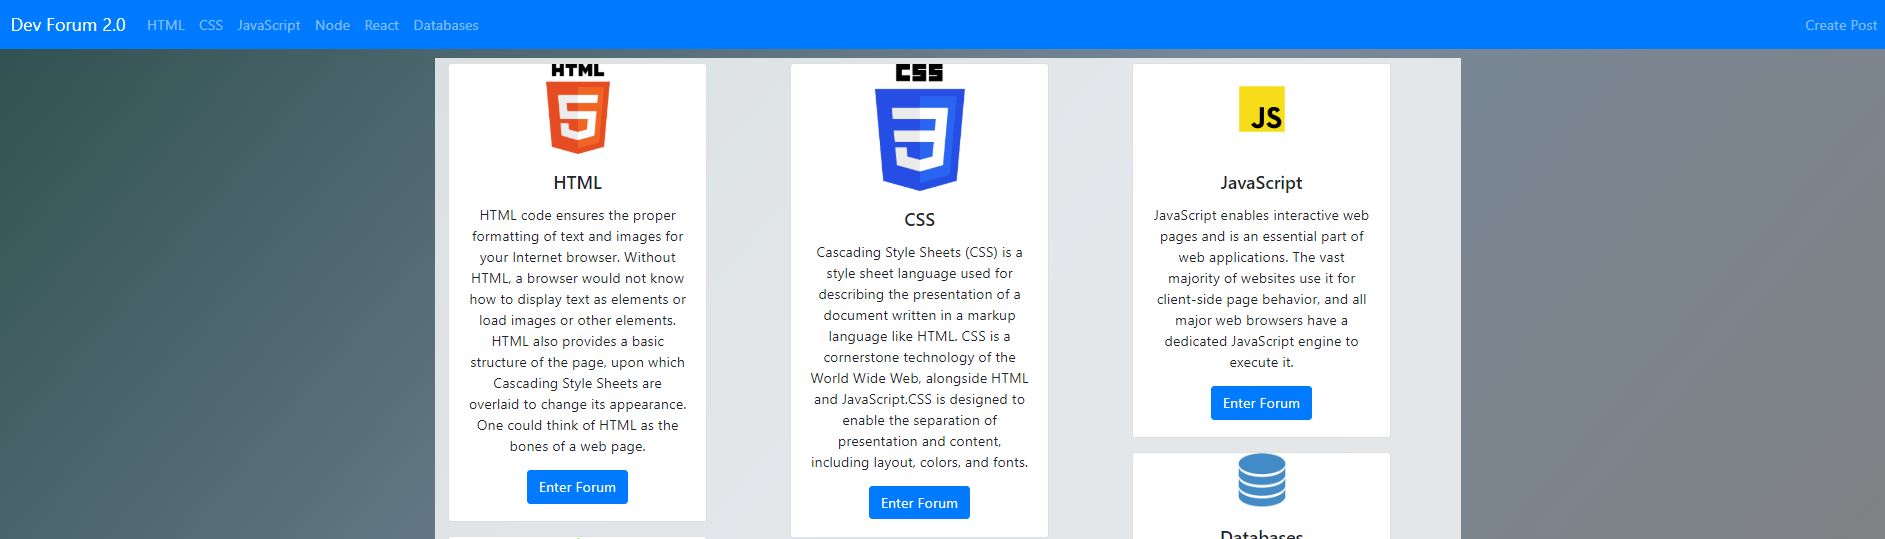 Dev Forum 2.0 HTML CSS JavaScript Node React Databases Create Post
HTML
5
HTML
HTML code ensures the proper
formatting of text and images for
your Internet browser. Without
HTML, a browser would not know
how to display text as elements or
load images or other elements.
HTML also provides a basic
structure of the page, upon which
Cascading Style Sheets are
overlaid to change its appearance.
One could think of HTML as the
bones of a web page.
Enter Forum
CSS
3
CSS
Cascading Style Sheets (CSS) is a
style sheet language used for
describing the presentation of a
document written in a markup
language like HTML. CSS is a
cornerstone technology of the
World Wide Web, alongside HTML
and JavaScript.CSS is designed to
enable the separation of
presentation and content,
including layout, colors, and fonts.
Enter Forum
JS
JavaScript
JavaScript enables interactive web
pages and is an essential part of
web applications. The vast
majority of websites use it for
client-side page behavior, and all
major web browsers have a
dedicated JavaScript engine to
execute it.
Enter Forum
Databases